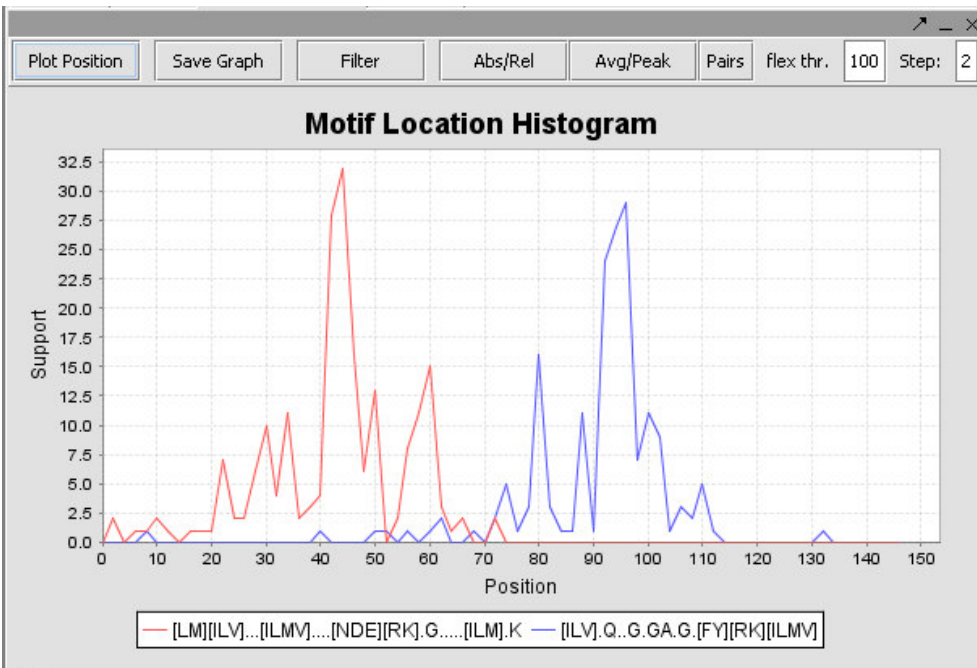 Plot Position Save Graph Filter Abs/Rel Avg/Peak Pairs flex thr. 100 Step: 2
Motif Location Histogram
32.5
30.0
27.5
25.0
22.5
20.0
17.5
15.0
12.5
10.0
7.5
5.0
2.5
0.0
Support
0 10 20 30 40 50 60 70 80 90 100 110 120 130 140 150
Position
[LM][ILV]...[ILMV]....[NDE][RK].G.....[ILM].K [ILV].Q..G.GA.G.[FY][RK][ILMV]